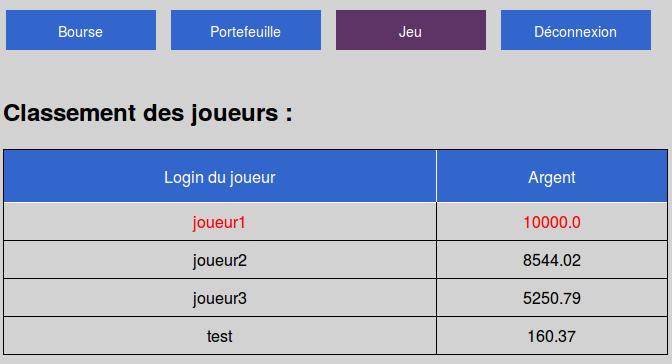 Bourse Portefeuille Jeu Déconnexion
Classement des joueurs :
Login du joueur Argent
joueur1 10000.0
joueur2 8544.02
joueur3 5250.79
test 160.37